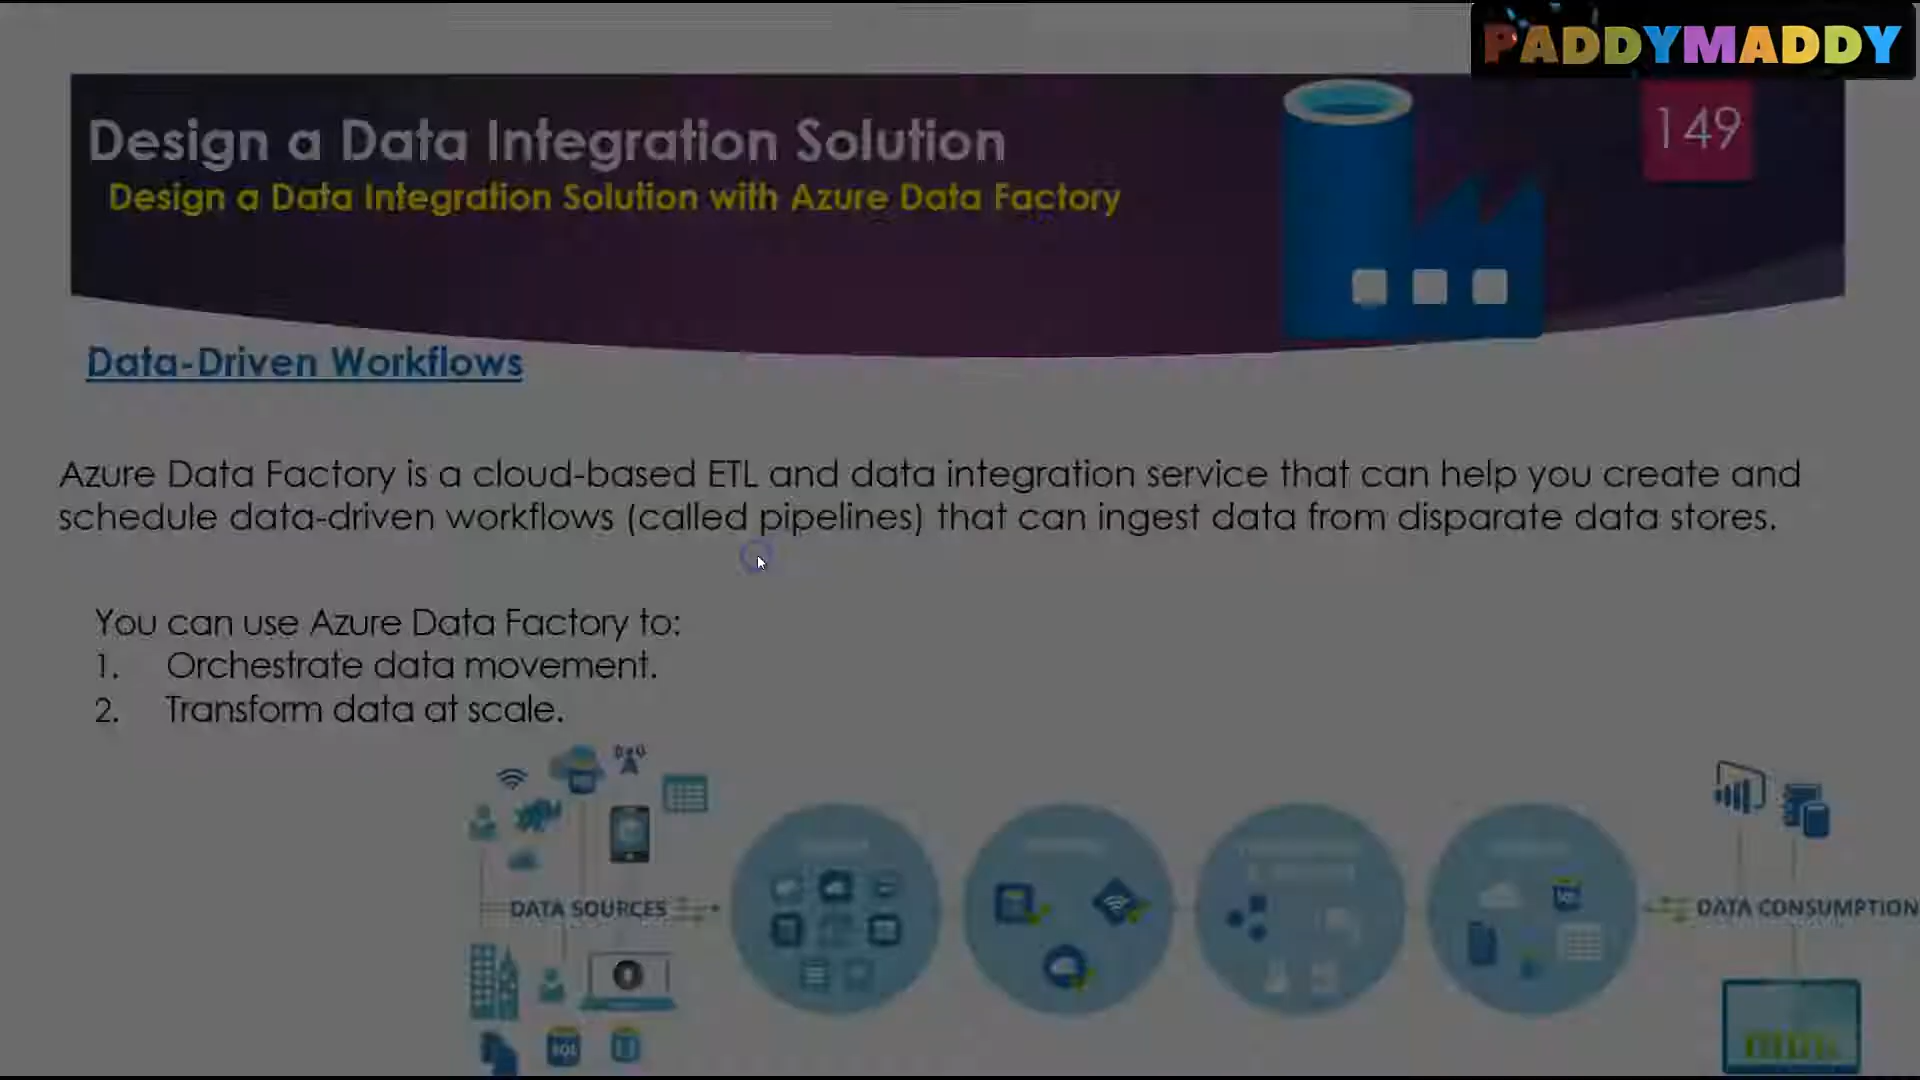 PADDYMADDY
149
Design a Data Integration Solution
Design a Data Integration Solution with Azure Data Factory
Data-Driven Workflows
Azure Data Factory is a cloud-based ETL and data integration service that can help you create and
schedule data-driven workflows (called pipelines) that can ingest data from disparate data stores.
You can use Azure Data Factory to:
1. Orchestrate data movement.
2. Transform data at scale.
DATA SOURCES
DATA CONSUMPTION
SQL
SQL